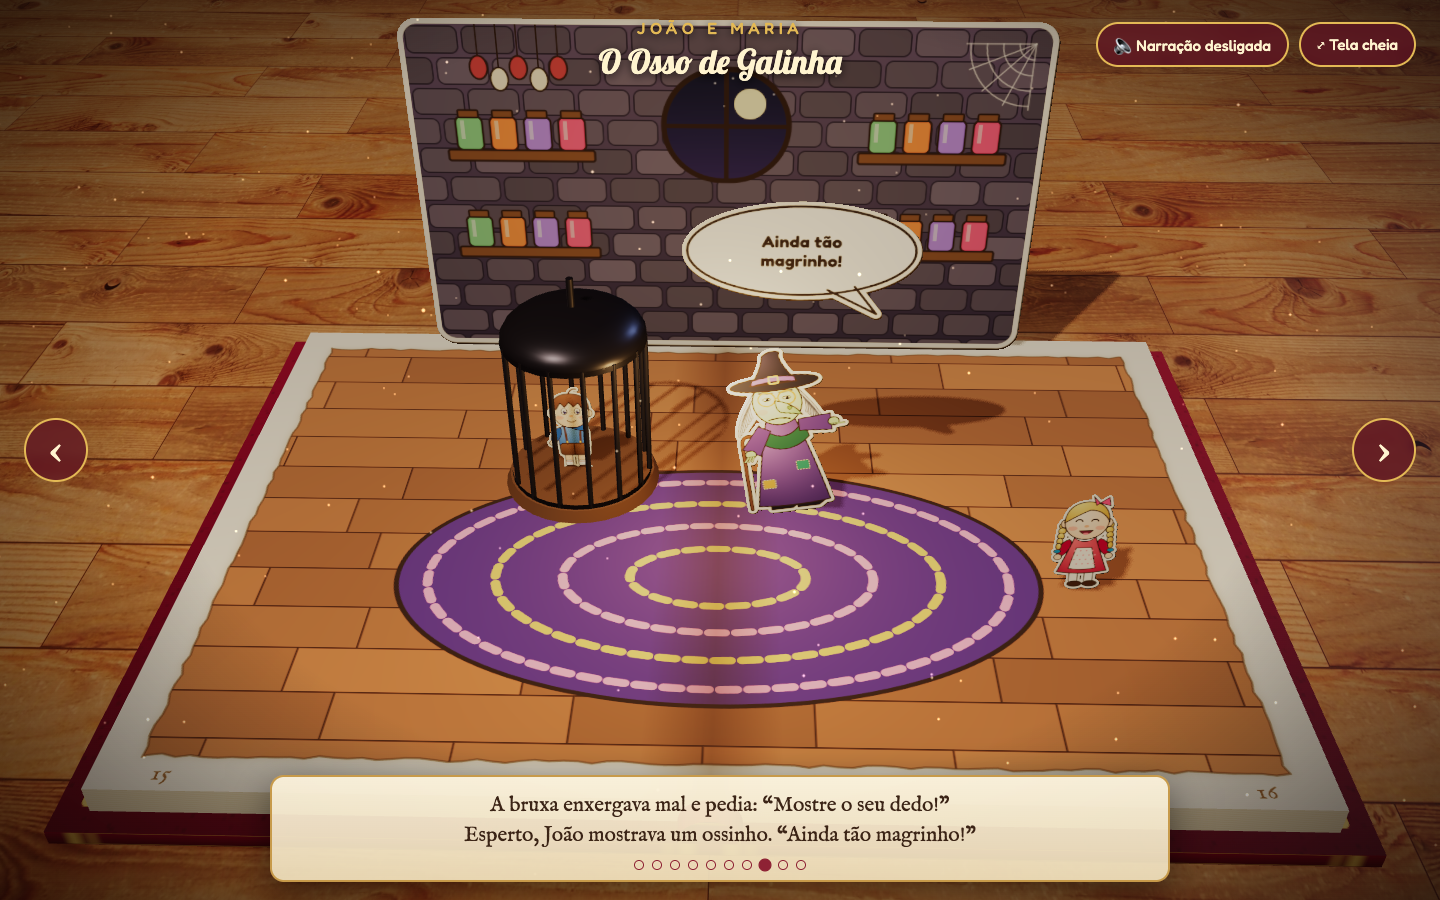 JOÃO E MARIA
O Osso de Galinha
Narração desligada
Tela cheia
Ainda tão
magrinho!
15
16
A bruxa enxergava mal e pedia: “Mostre o seu dedo!”
Esperto, João mostrava um ossinho. “Ainda tão magrinho!”